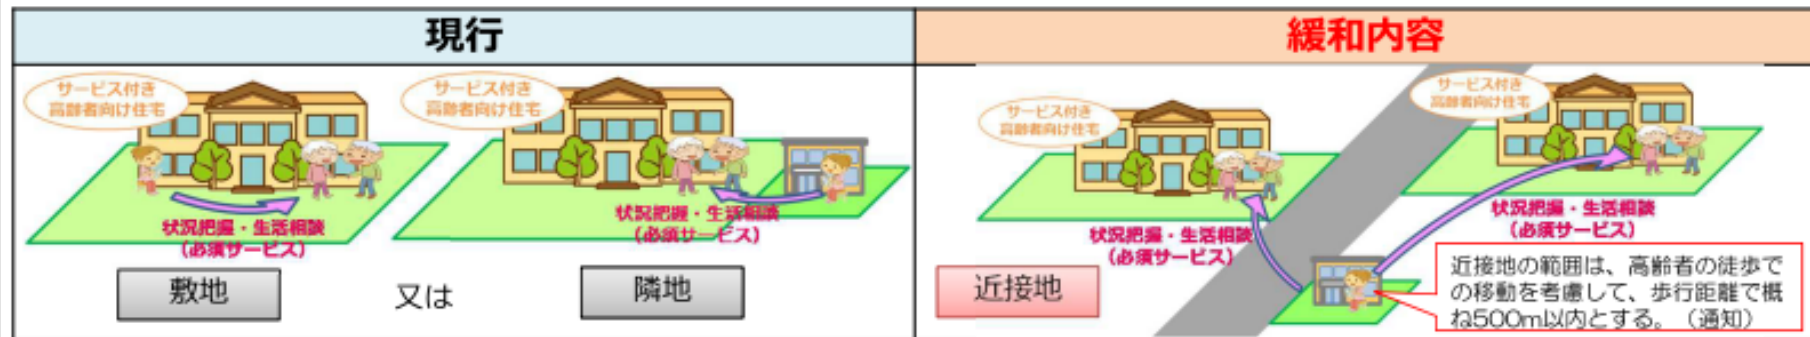 現行
サービス付き
高齢者向け住宅
状況把握・生活相談
(必須サービス)
敷地
又は
サービス付き
高齢者向け住宅
状況把握・生活相談
(必須サービス)
隣地
緩和内容
サービス付き
高齢者向け住宅
状況把握・生活相談
(必須サービス)
サービス付き
高齢者向け住宅
状況把握・生活相談
(必須サービス)
近接地
近接地の範囲は、高齢者の徒歩で
の移動を考慮して、歩行距離で概
ね500m以内とする。（通知）